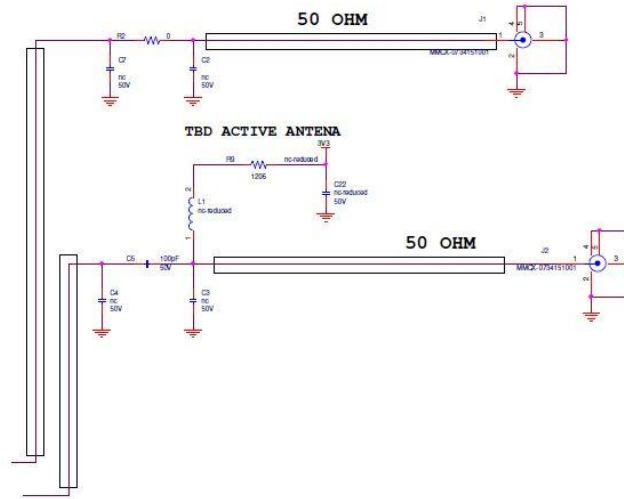 50 OHM
J1
R2
0
4
5
1
3
MMCX-0734151001
2
C7
nc
50V
C2
nc
50V
TBD ACTIVE ANTENA
3V3
R9
nc-reduced
1206
2
L1
nc-reduced
1
C22
nc-reduced
50V
50 OHM
J2
C5
100pF
50V
4
5
1
3
MMCX-0734151001
2
C4
nc
50V
C3
nc
50V